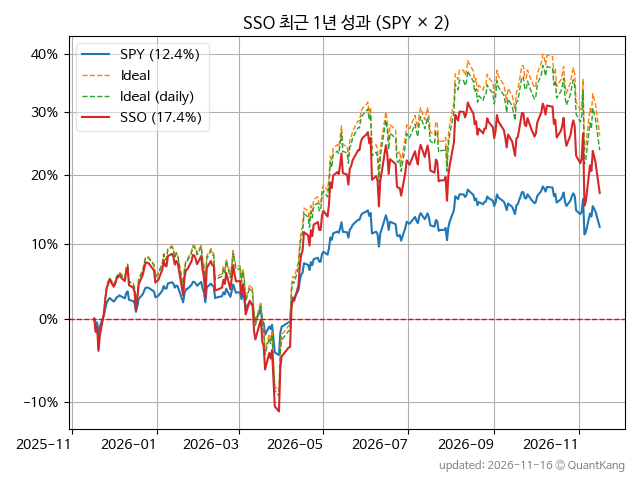 SSO 최근 1년 성과 (SPY × 2)
SPY (12.4%)
Ideal
Ideal (daily)
SSO (17.4%)
40%
30%
20%
10%
0%
−10%
2025-11
2026-01
2026-03
2026-05
2026-07
2026-09
2026-11
updated: 2026-11-16 ⓒ QuantKang